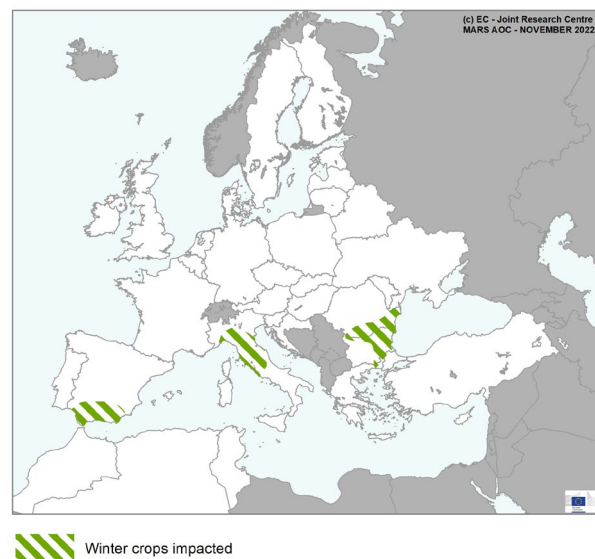 (c) EC - Joint Research Centre
MARS AOC - NOVEMBER 2022
Winter crops impacted